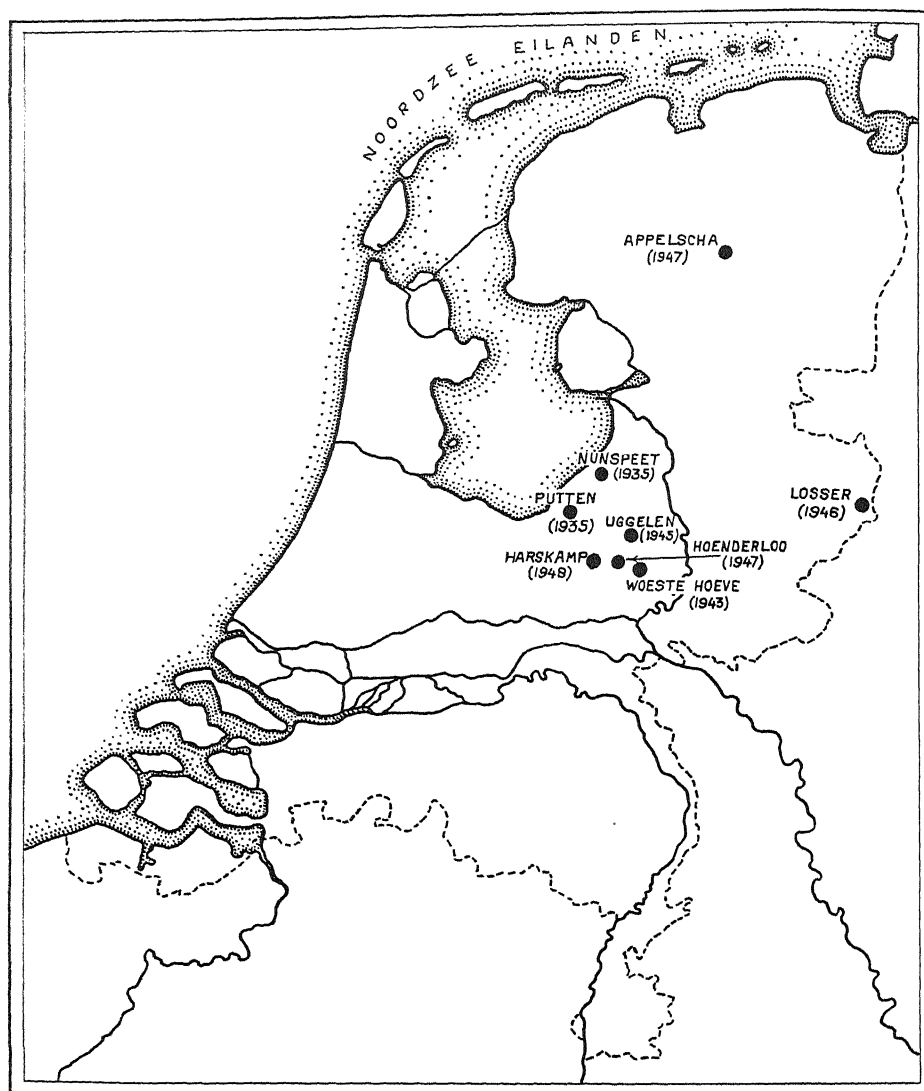 NOORDZEE EILANDEN
APPELSCHA
(1947)
NUNSPEET
(1935)
PUTTEN
(1935)
LOSSER
(1946)
UGGELEN
(1945)
HOENDERLOO
(1947)
HARSKAMP
(1948)
WOESTE HOEVE
(1943)